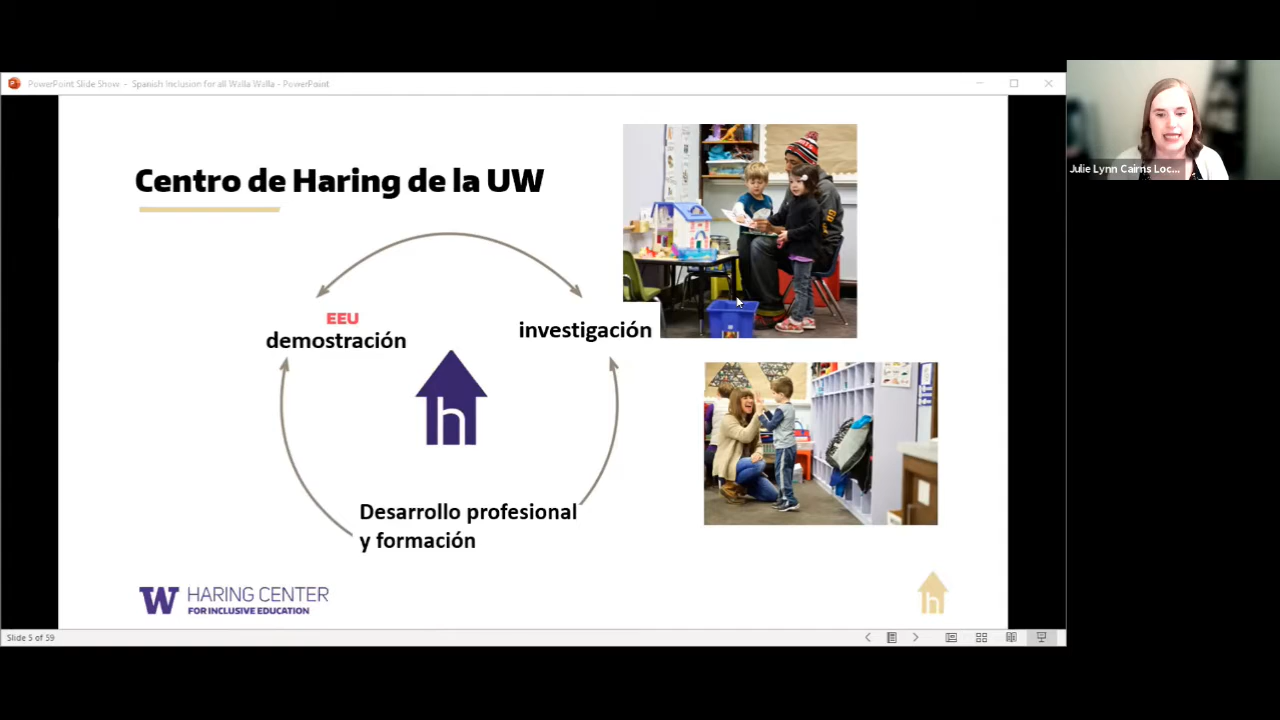 PowerPoint Slide Show - Spanish Inclusion for all Walla Walla - PowerPoint
Julie Lynn Cairns Loc...
Centro de Haring de la UW
EEU
demostración
investigación
h
Desarrollo profesional
y formación
W HARING CENTER
FOR INCLUSIVE EDUCATION
h
Slide 5 of 59